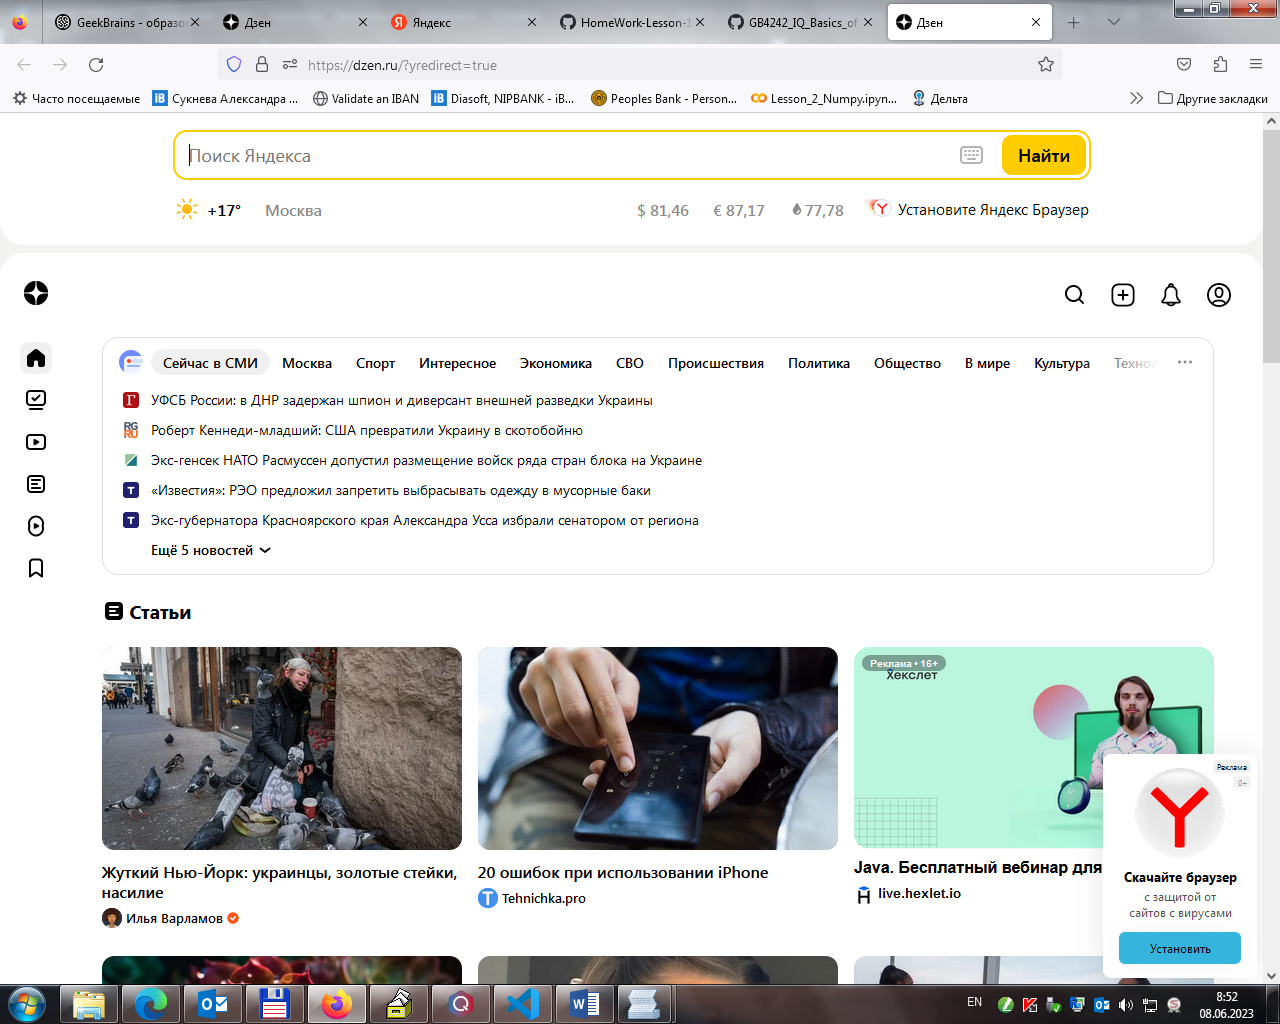 GeekBrains - образо
Дзен
Яндекс
HomeWork-Lesson-1
GB4242_IQ_Basics_of
Дзен
https://dzen.ru/?yredirect=true
Часто посещаемые
Сукнева Александра ...
Validate an IBAN
Diasoft, NIPBANK - iB...
Peoples Bank - Person...
Lesson_2_Numpy.ipyn...
Дельта
Другие закладки
Поиск Яндекса
Найти
+17°
Москва
$ 81,46
€ 87,17
77,78
Установите Яндекс Браузер
Сейчас в СМИ
Москва
Спорт
Интересное
Экономика
СВО
Происшествия
Политика
Общество
В мире
Культура
Технол
УФСБ России: в ДНР задержан шпион и диверсант внешней разведки Украины
RG
RU
Роберт Кеннеди-младший: США превратили Украину в скотобойню
Экс-генсек НАТО Расмуссен допустил размещение войск ряда стран блока на Украине
«Известия»: РЭО предложил запретить выбрасывать одежду в мусорные баки
Экс-губернатора Красноярского края Александра Усса избрали сенатором от региона
Ещё 5 новостей
Статьи
Реклама • 16+
Хекслет
Жуткий Нью-Йорк: украинцы, золотые стейки,
насилие
Илья Варламов
20 ошибок при использовании iPhone
Tehnichka.pro
Java. Бесплатный вебинар для
live.hexlet.io
Реклама
0+
Скачайте браузер
с защитой от
сайтов с вирусами
Установить
EN
8:52
08.06.2023